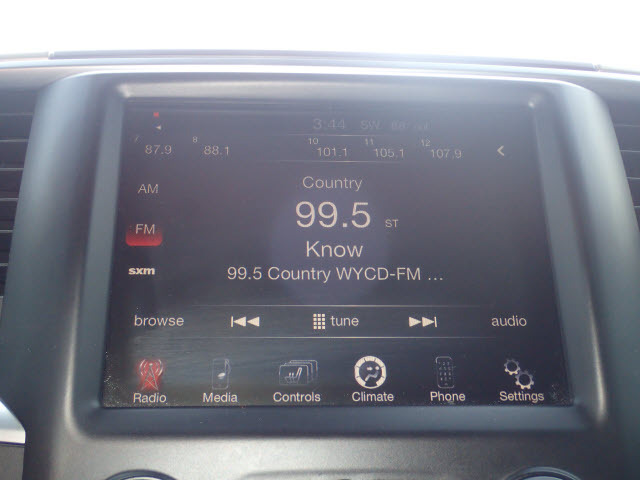 3:44 SW 88 out
7 87.9 8 88.1 10 101.1 11 105.1 12 107.9
AM
Country
99.5 ST
FM
Know
sxm
99.5 Country WYCD-FM ...
browse tune audio
Radio Media Controls Climate Phone Settings